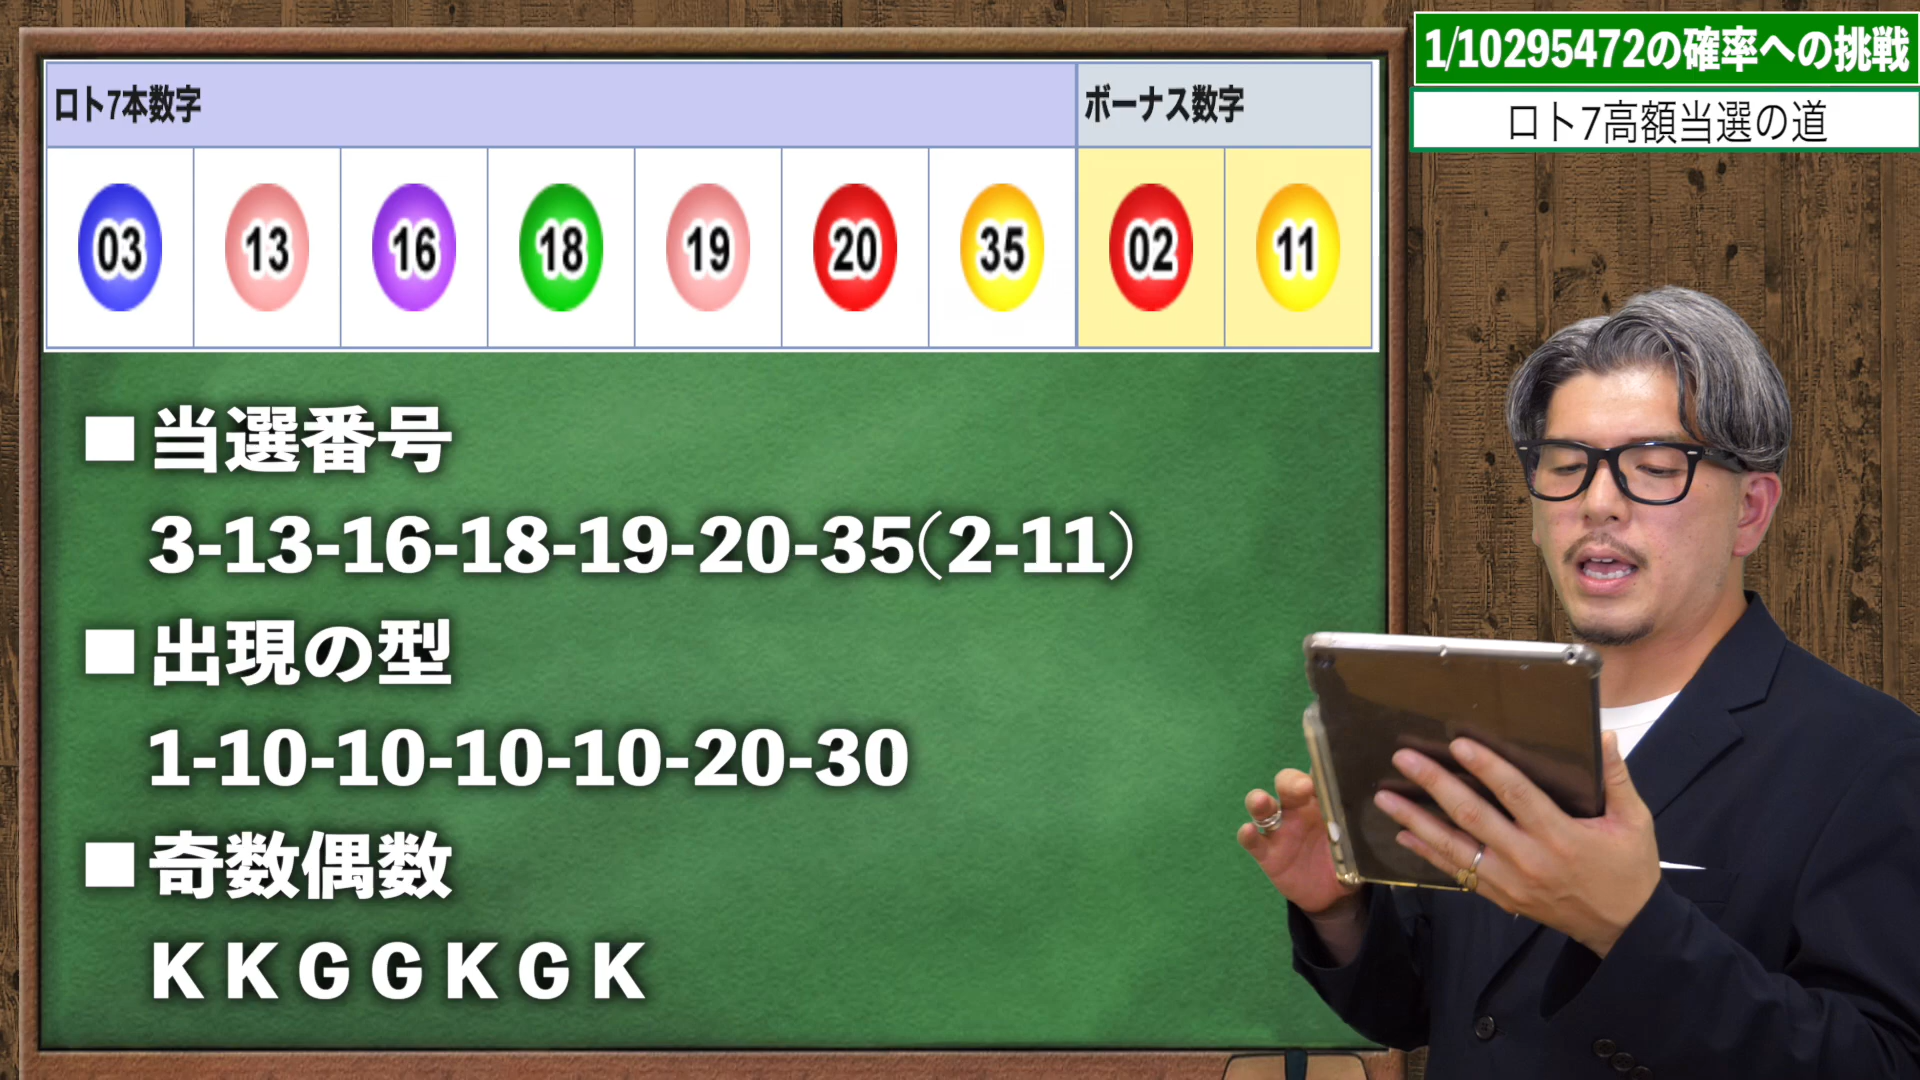 1/10295472の確率への挑戦
ロト7高額当選の道
ロト7本数字 ボーナス数字
03 13 16 18 19 20 35 02 11
■当選番号
3-13-16-18-19-20-35(2-11)
■出現の型
1-10-10-10-10-20-30
■奇数偶数
KKGGKGK